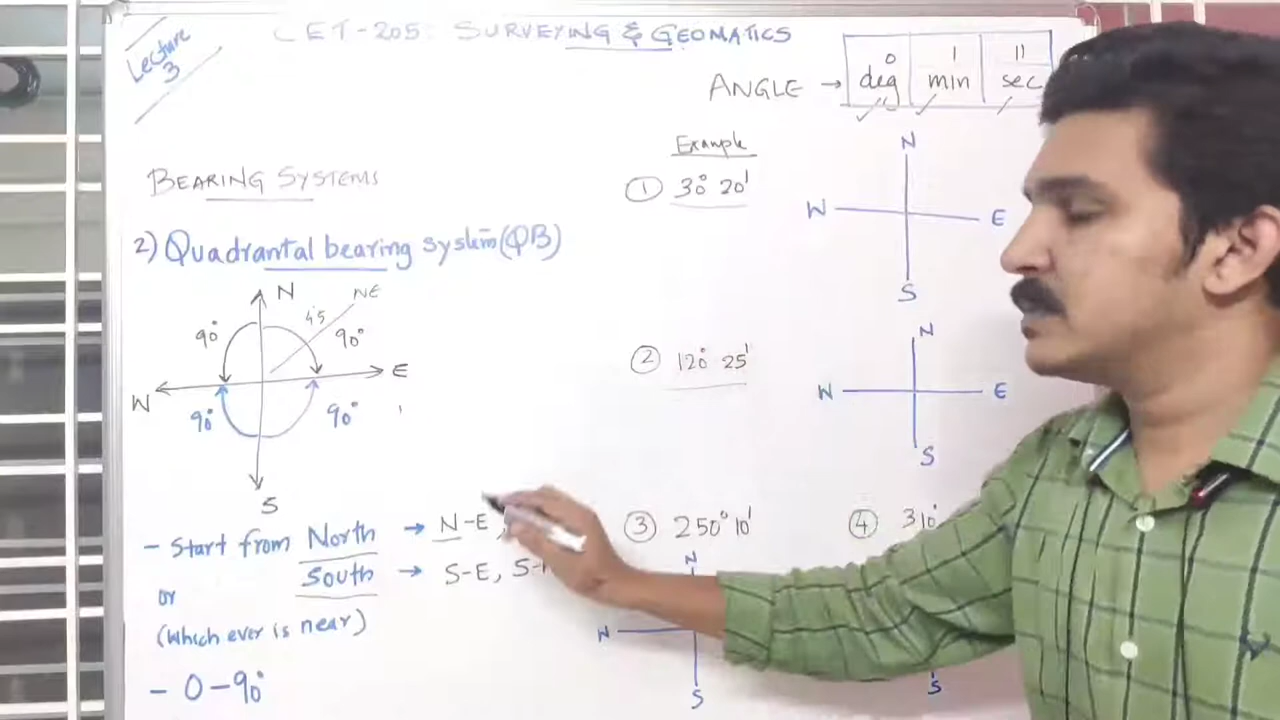 Lecture
3
CET-205: SURVEYING & GEOMATICS
ANGLE → deg min sec
0 ' "
BEARING SYSTEMS
2) Quadrantal bearing system (QB)
N
NE
45
90°
90°
W
E
90°
90°
S
- Start from North → N-E,
or South → S-E, S-
(which ever is near)
- 0-90°
Example
① 30° 20'
N
W
E
S
② 120° 25'
N
W
E
S
③ 250° 10'
N
W
S
④ 310°
S